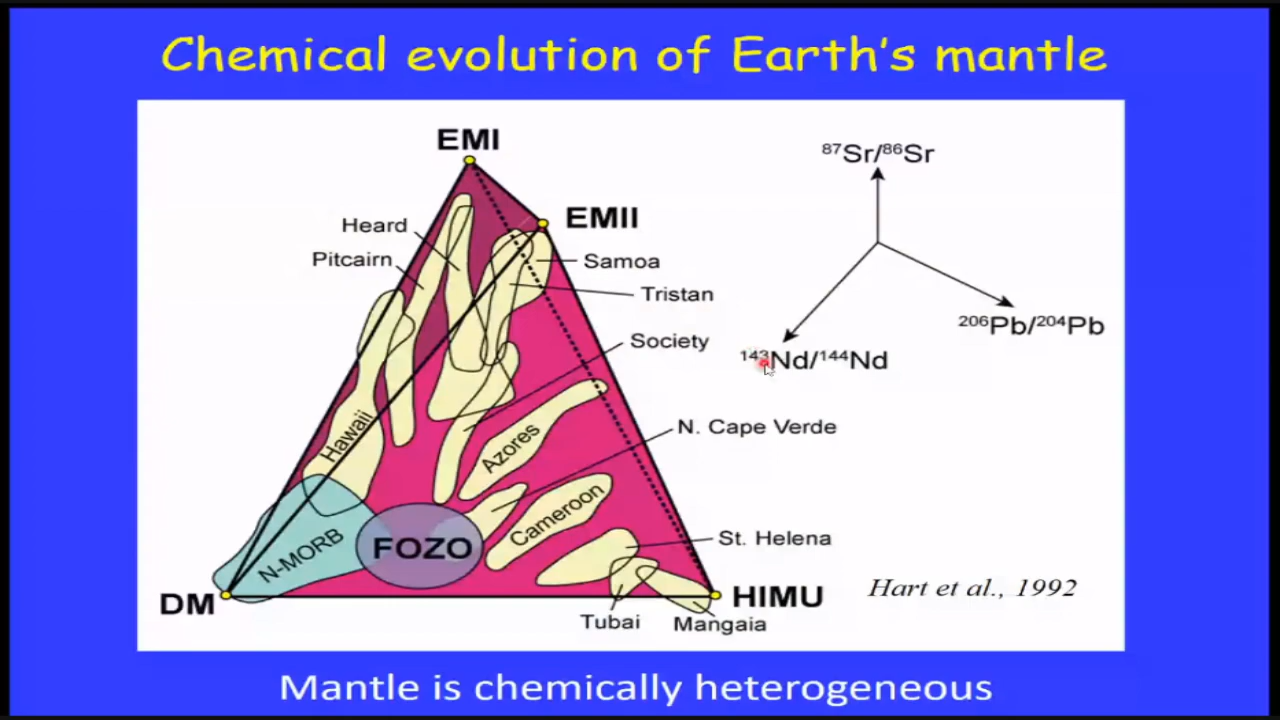 Chemical evolution of Earth's mantle
EMI
⁸⁷Sr/⁸⁶Sr
EMII
Heard
Pitcairn
Samoa
Tristan
²⁰⁶Pb/²⁰⁴Pb
Society
¹⁴³Nd/¹⁴⁴Nd
Hawaii
Azores
N. Cape Verde
Cameroon
St. Helena
N-MORB
FOZO
Hart et al., 1992
DM
HIMU
Tubai
Mangaia
Mantle is chemically heterogeneous